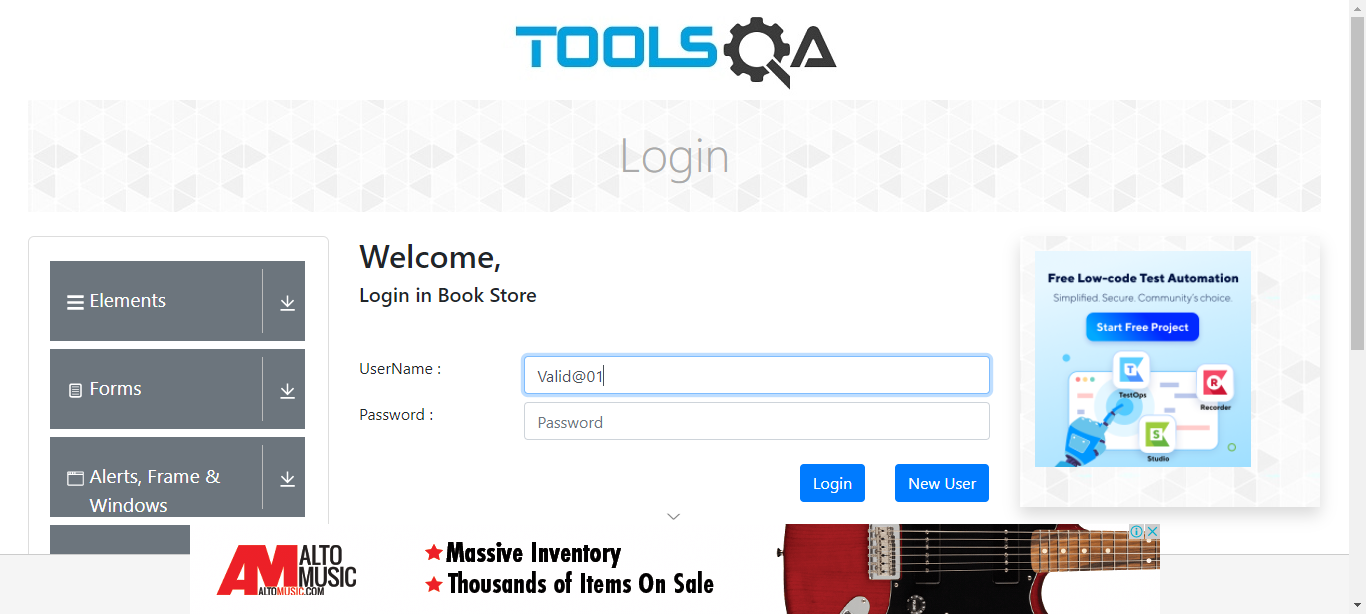 TOOLSQA
Login
Elements
Forms
Alerts, Frame &
Windows
Welcome,
Login in Book Store
UserName :
Valid@01
Password :
Password
Login
New User
Free Low-code Test Automation
Simplified. Secure. Community's choice.
Start Free Project
TestOps
Recorder
Studio
AM ALTO
MUSIC
ALTOMUSIC.COM
Massive Inventory
Thousands of Items On Sale